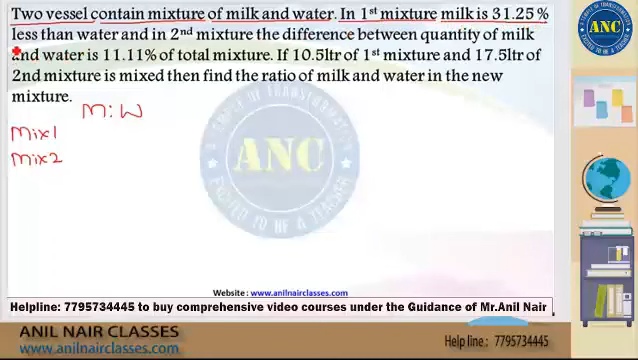 Two vessel contain mixture of milk and water. In 1st mixture milk is 31.25 %
less than water and in 2nd mixture the difference between quantity of milk
and water is 11.11% of total mixture. If 10.5ltr of 1st mixture and 17.5ltr of
2nd mixture is mixed then find the ratio of milk and water in the new
mixture.
M : W
Mix1
Mix2
ANC
Website : www.anilnairclasses.com
Helpline: 7795734445 to buy comprehensive video courses under the Guidance of Mr.Anil Nair
ANIL NAIR CLASSES
www.anilnairclasses.com
Help line : 7795734445